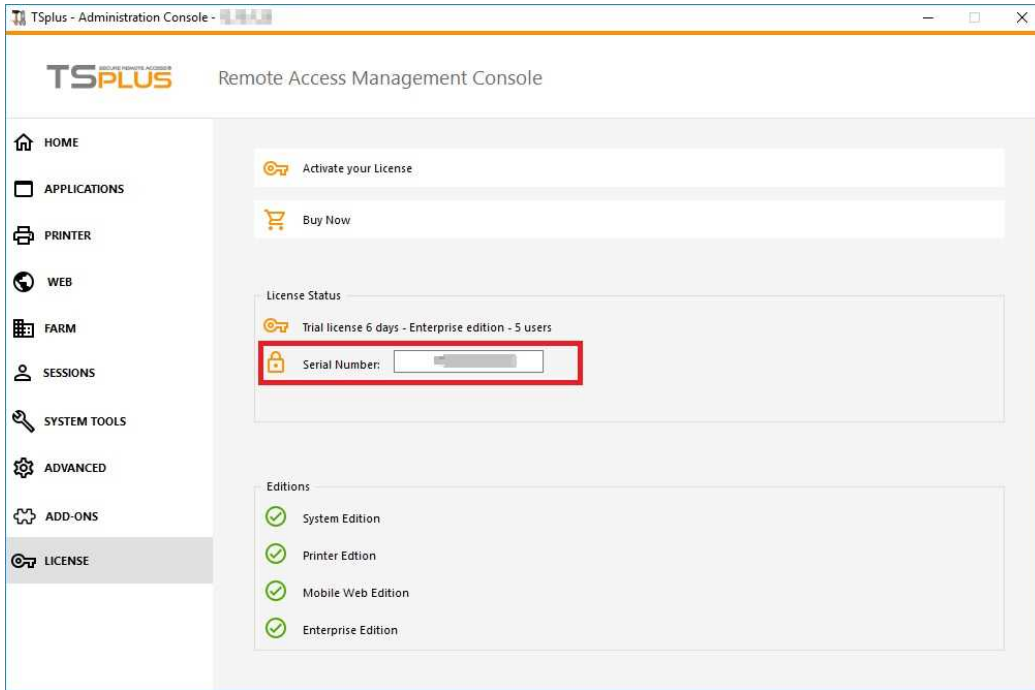 TSplus - Administration Console -
SECURE REMOTE ACCESS
TSPLUS
Remote Access Management Console
HOME
APPLICATIONS
PRINTER
WEB
FARM
SESSIONS
SYSTEM TOOLS
ADVANCED
ADD-ONS
LICENSE
Activate your License
Buy Now
License Status
Trial license 6 days - Enterprise edition - 5 users
Serial Number:
Editions
System Edition
Printer Edtion
Mobile Web Edition
Enterprise Edition